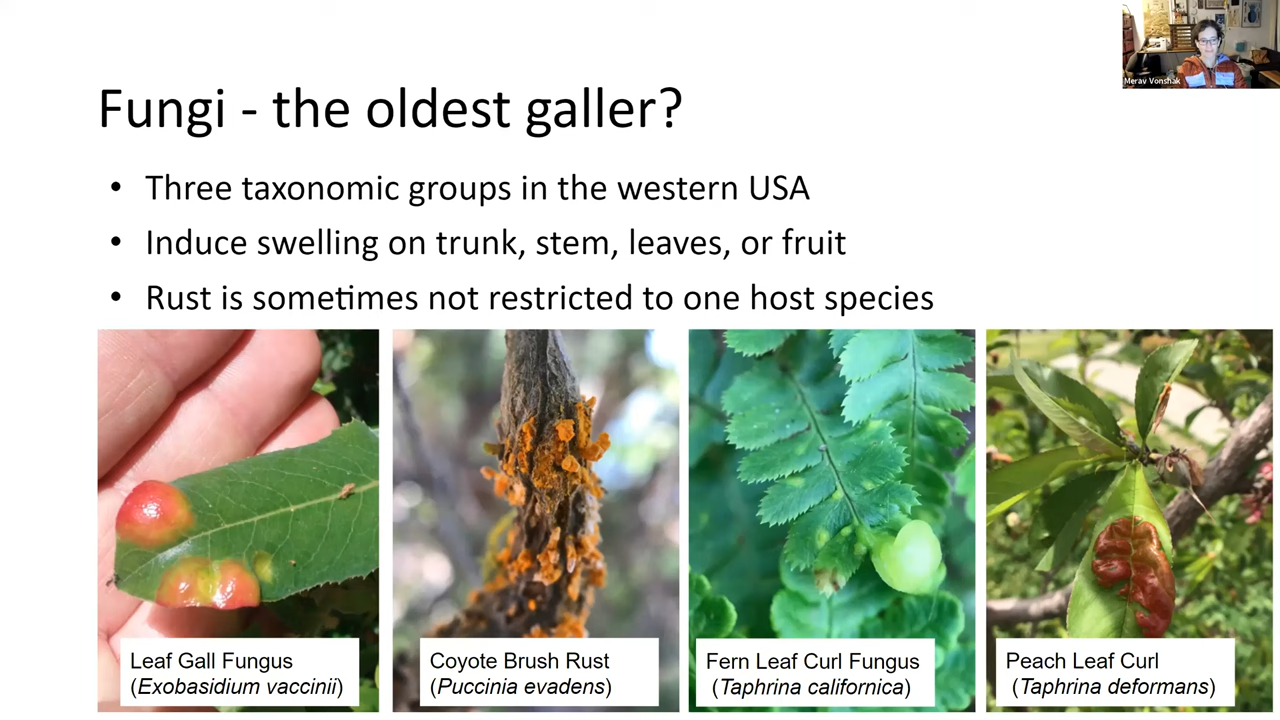 Merav Vonshak
Fungi - the oldest galler?
• Three taxonomic groups in the western USA
• Induce swelling on trunk, stem, leaves, or fruit
• Rust is sometimes not restricted to one host species
Leaf Gall Fungus
(Exobasidium vaccinii)
Coyote Brush Rust
(Puccinia evadens)
Fern Leaf Curl Fungus
(Taphrina californica)
Peach Leaf Curl
(Taphrina deformans)